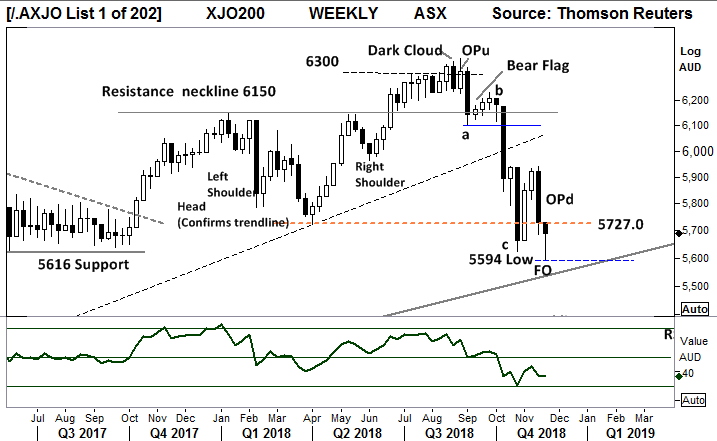 [/.AXJO List 1 of 202] XJO200 WEEKLY ASX Source: Thomson Reuters
Log
AUD
Dark Cloud OPu
6300
Bear Flag
Resistance neckline 6150
b
6,200
a
6,100
6,000
Left
Shoulder
Right
Shoulder
5,900
Head
(Confirms trendline)
OPd
5,800
5727.0
5,700
c
5616 Support
5594 Low
FO
5,600
5,500
Auto
R
Value
AUD
40
Auto
Jul Aug Sep Oct Nov Dec Jan Feb Mar Apr May Jun Jul Aug Sep Oct Nov Dec Jan Feb Mar
Q3 2017 Q4 2017 Q1 2018 Q2 2018 Q3 2018 Q4 2018 Q1 2019